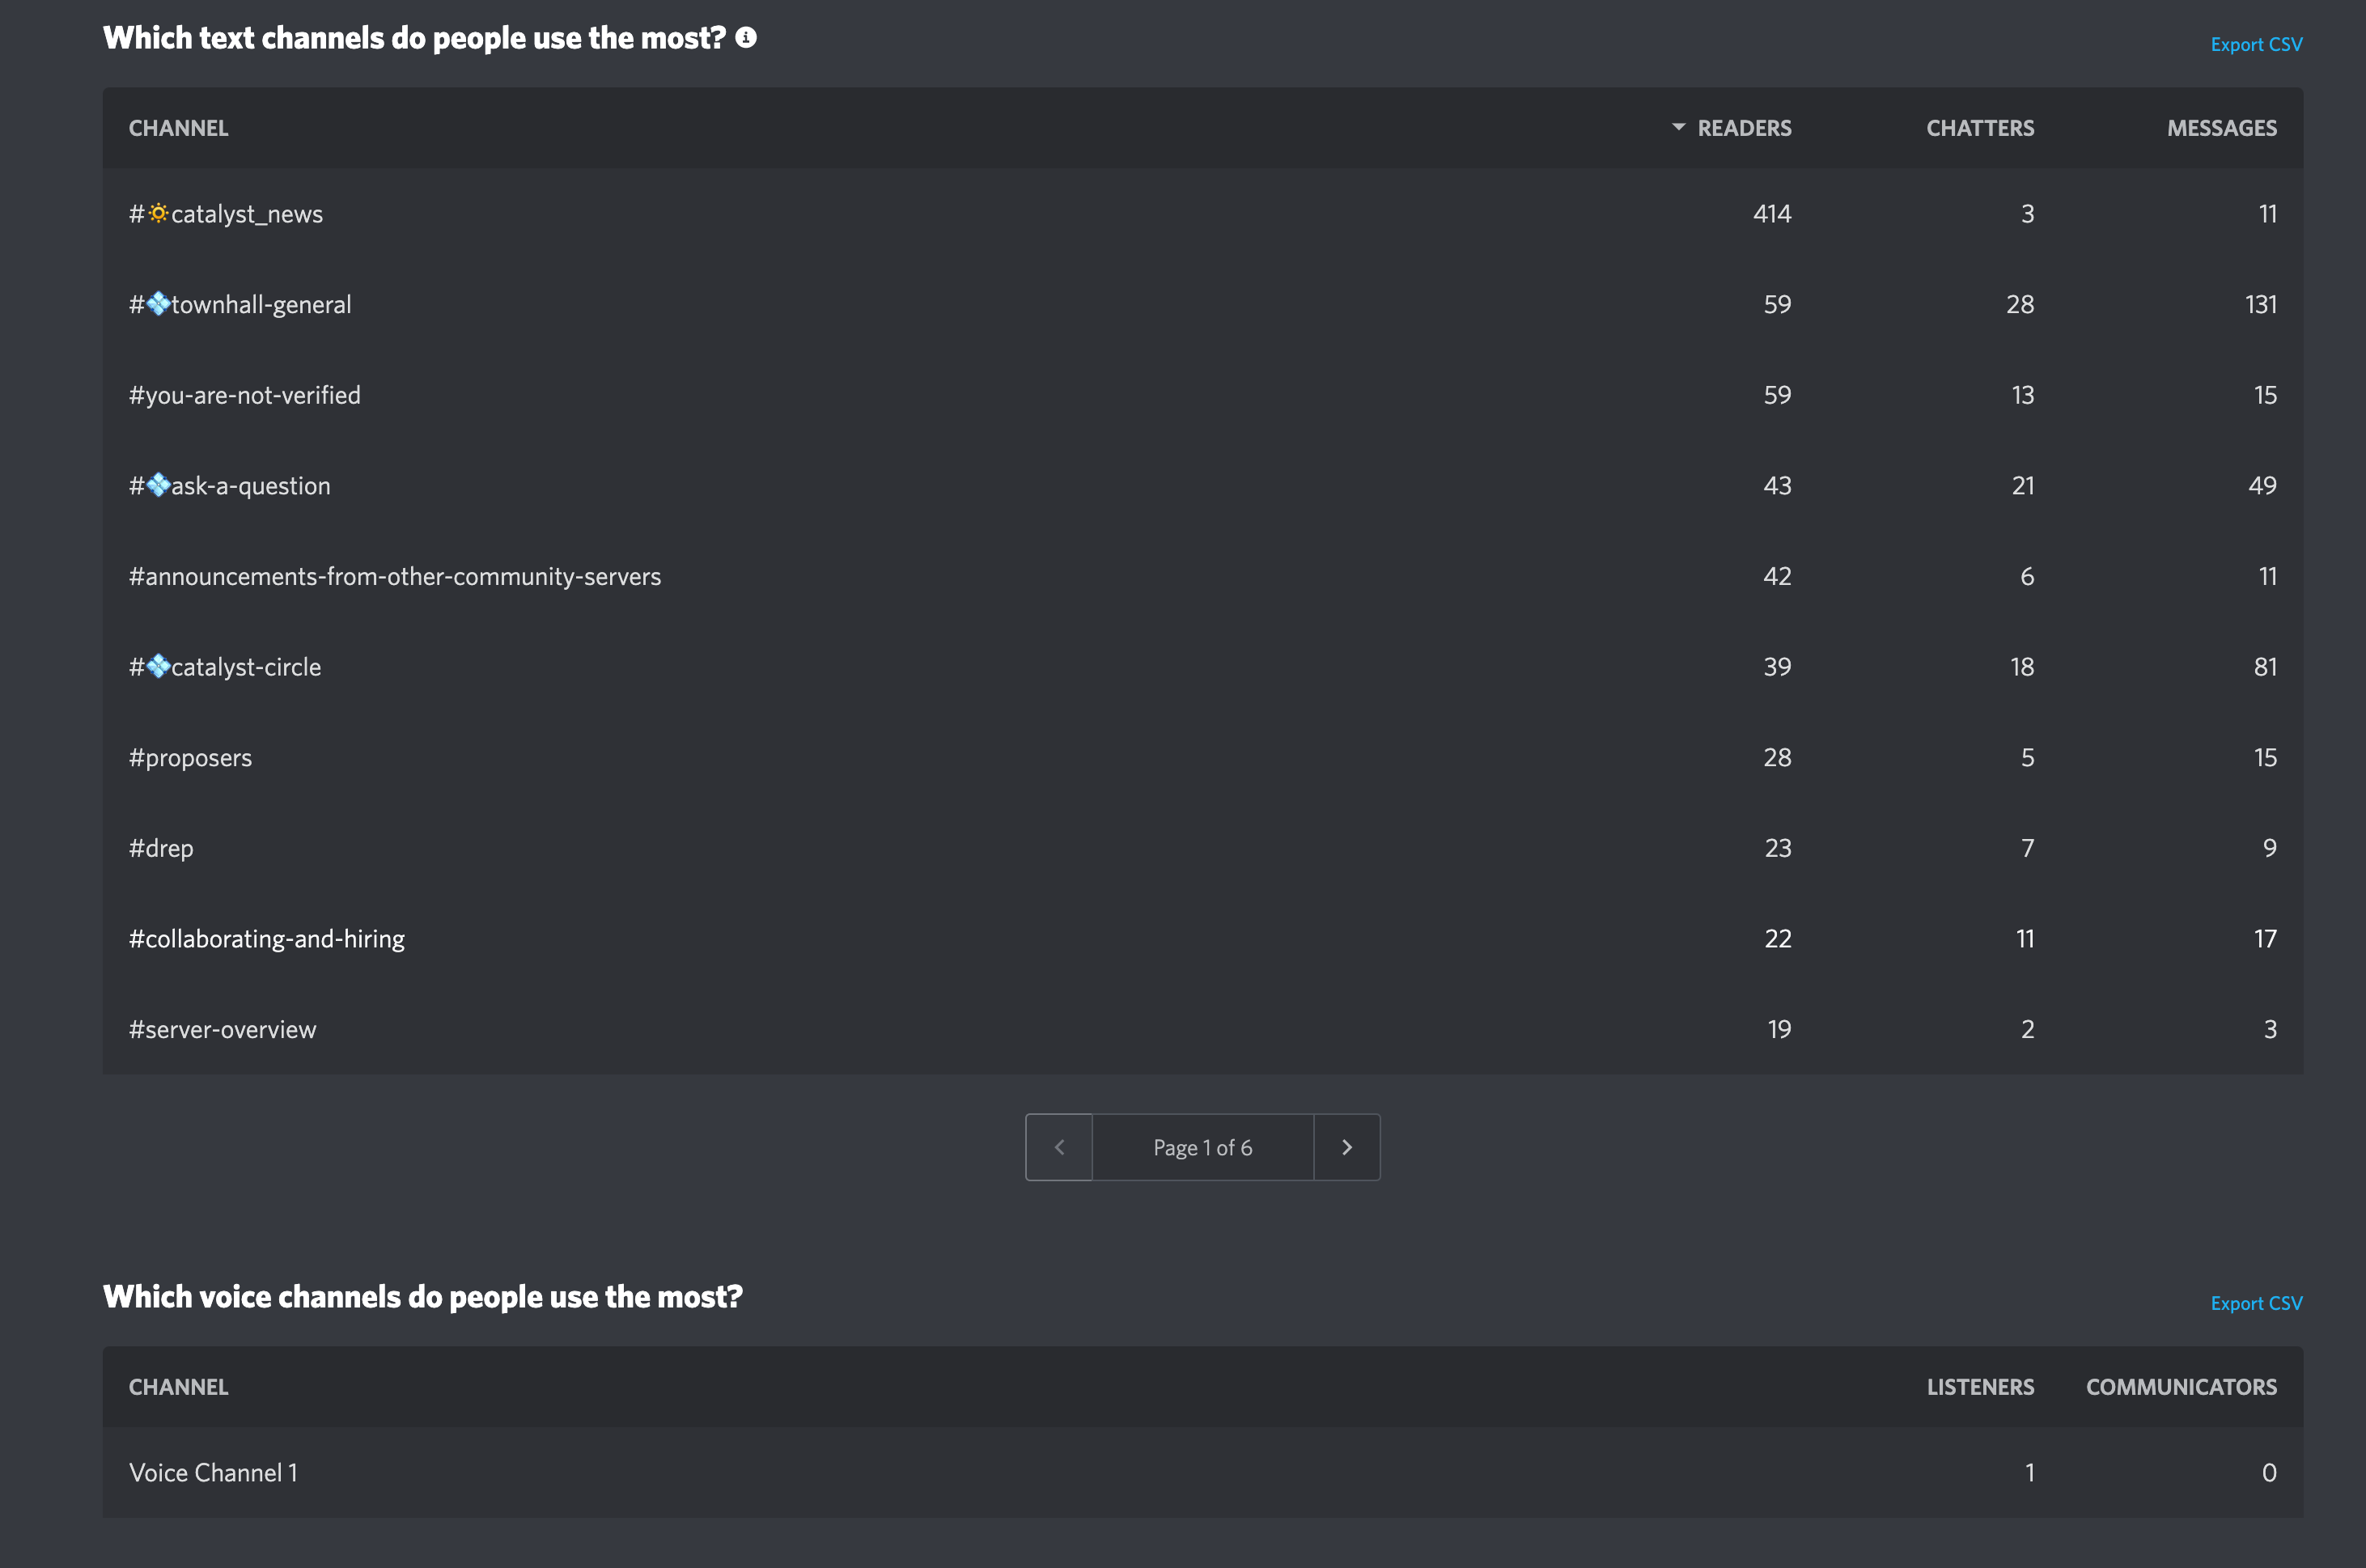 Which text channels do people use the most?
Export CSV
CHANNEL READERS CHATTERS MESSAGES
#🔅catalyst_news 414 3 11
#💠townhall-general 59 28 131
#you-are-not-verified 59 13 15
#💠ask-a-question 43 21 49
#announcements-from-other-community-servers 42 6 11
#💠catalyst-circle 39 18 81
#proposers 28 5 15
#drep 23 7 9
#collaborating-and-hiring 22 11 17
#server-overview 19 2 3
Page 1 of 6
Which voice channels do people use the most?
Export CSV
CHANNEL LISTENERS COMMUNICATORS
Voice Channel 1 1 0